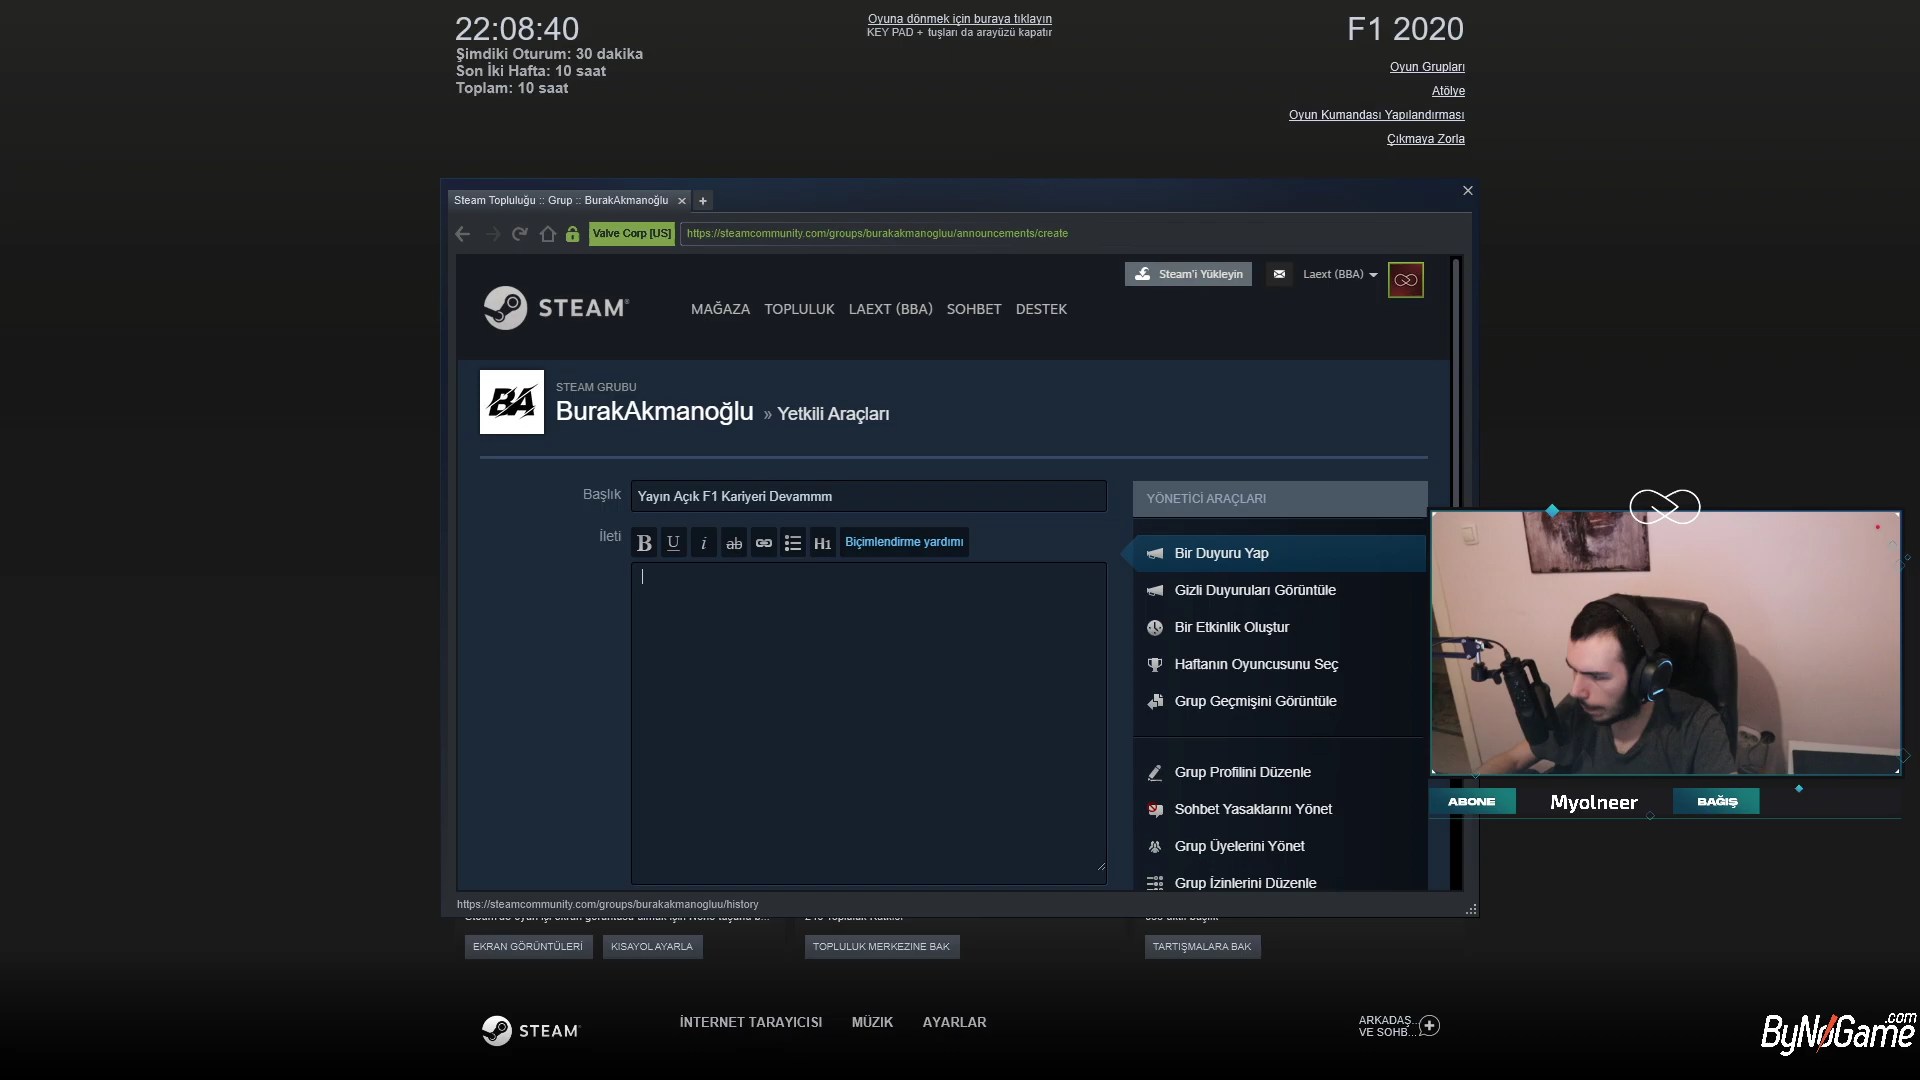 22:08:40
Şimdiki Oturum: 30 dakika
Son İki Hafta: 10 saat
Toplam: 10 saat
Oyuna dönmek için buraya tıklayın
KEY PAD + tuşları da arayüzü kapatır
F1 2020
Oyun Grupları
Atölye
Oyun Kumandası Yapılandırması
Çıkmaya Zorla
Steam Topluluğu :: Grup :: BurakAkmanoğlu
Valve Corp [US]
https://steamcommunity.com/groups/burakakmanogluu/announcements/create
Steam'i Yükleyin
Laext (BBA)
STEAM
MAĞAZA TOPLULUK LAEXT (BBA) SOHBET DESTEK
BA
STEAM GRUBU
BurakAkmanoğlu » Yetkili Araçları
Başlık
Yayın Açık F1 Kariyeri Devammm
İleti
B U i ab H1 Biçimlendirme yardımı
YÖNETİCİ ARAÇLARI
Bir Duyuru Yap
Gizli Duyuruları Görüntüle
Bir Etkinlik Oluştur
Haftanın Oyuncusunu Seç
Grup Geçmişini Görüntüle
Grup Profilini Düzenle
Sohbet Yasaklarını Yönet
Grup Üyelerini Yönet
Grup İzinlerini Düzenle
ABONE
Myolneer
BAĞIŞ
https://steamcommunity.com/groups/burakakmanogluu/history
EKRAN GÖRÜNTÜLERİ
KISAYOL AYARLA
TOPLULUK MERKEZINE BAK
TARTIŞMALARA BAK
STEAM
İNTERNET TARAYICISI
MÜZIK
AYARLAR
ARKADAŞ...
VE SOHB...
ByNoGame.com